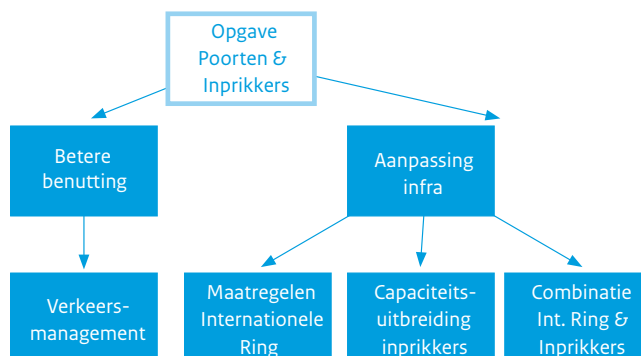 Opgave
Poorten &
Inprikkers
Betere
benutting
Aanpassing
infra
Verkeers-
management
Maatregelen
Internationele
Ring
Capaciteits-
uitbreiding
inprikkers
Combinatie
Int. Ring &
Inprikkers